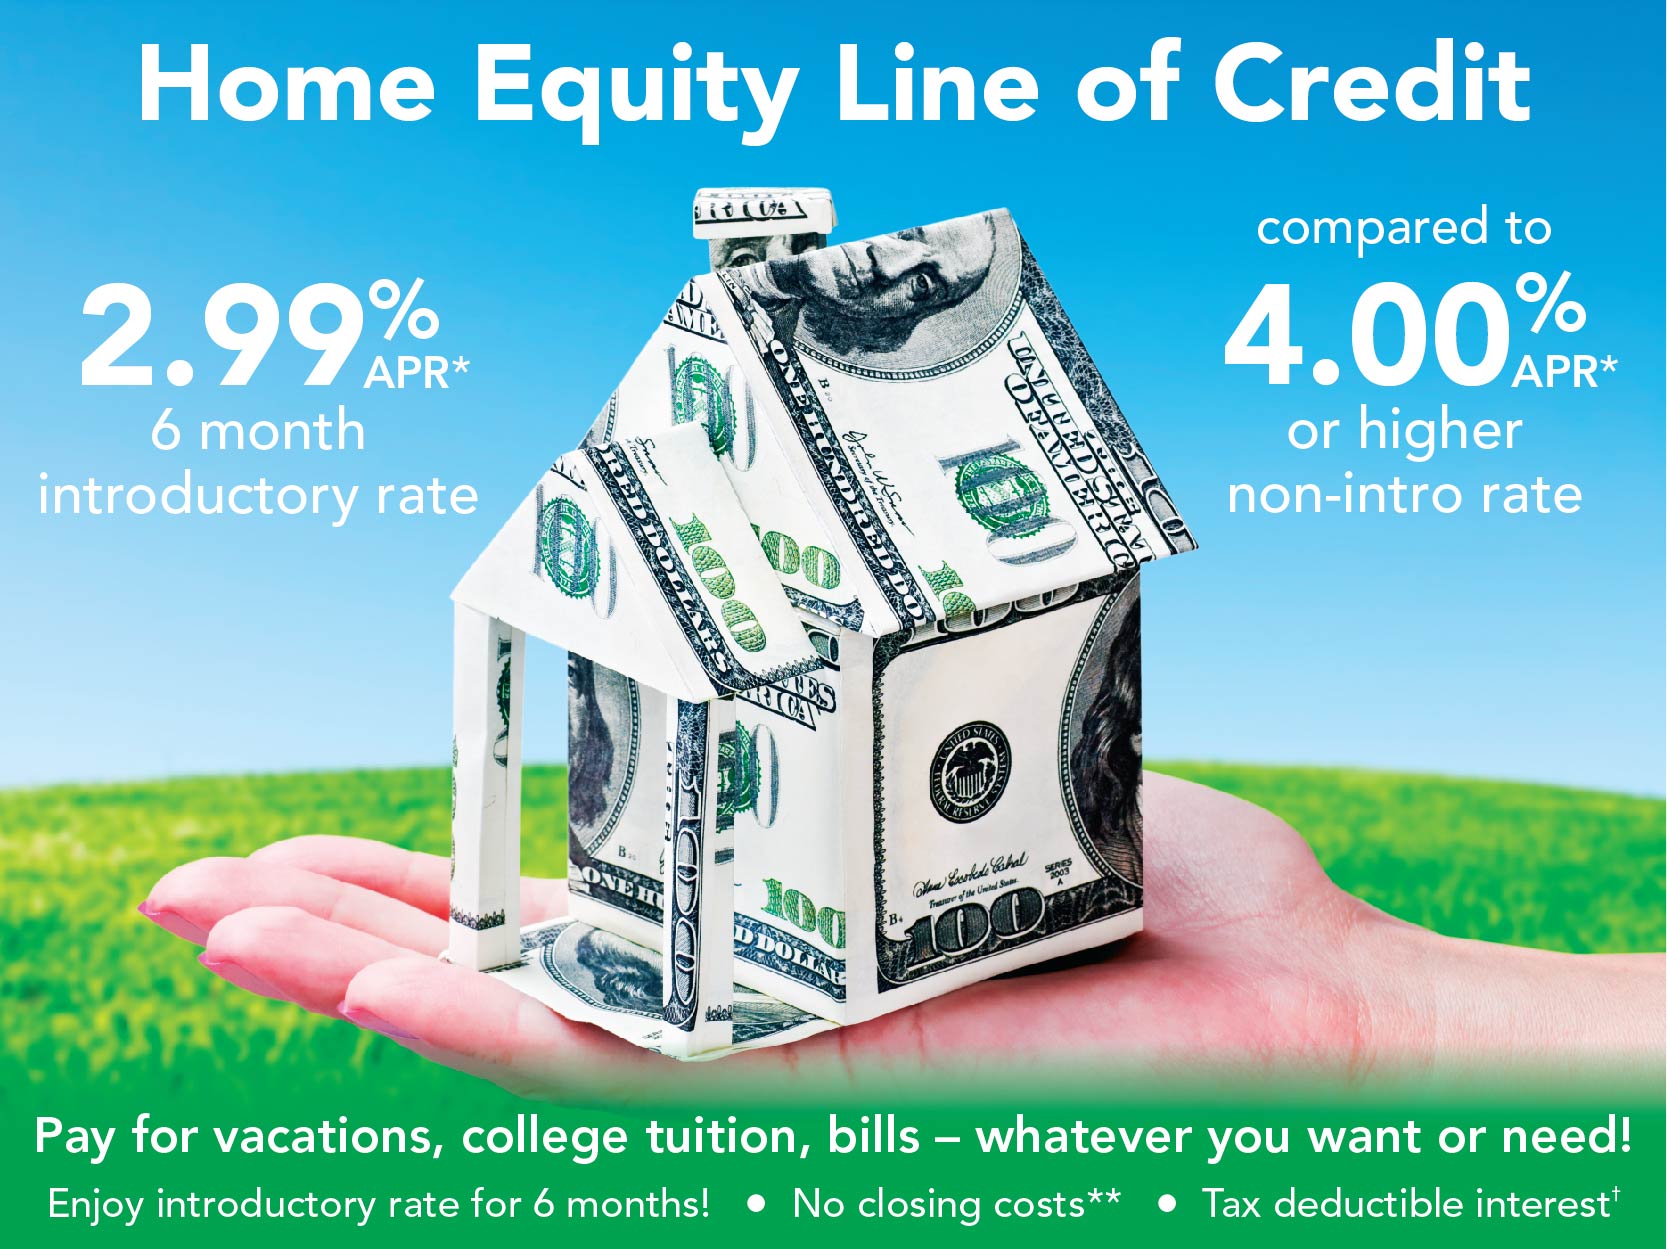 Home Equity Line of Credit
2.99% APR*
6 month
introductory rate
compared to
4.00% APR*
or higher
non-intro rate
Pay for vacations, college tuition, bills – whatever you want or need!
Enjoy introductory rate for 6 months! • No closing costs** • Tax deductible interest†